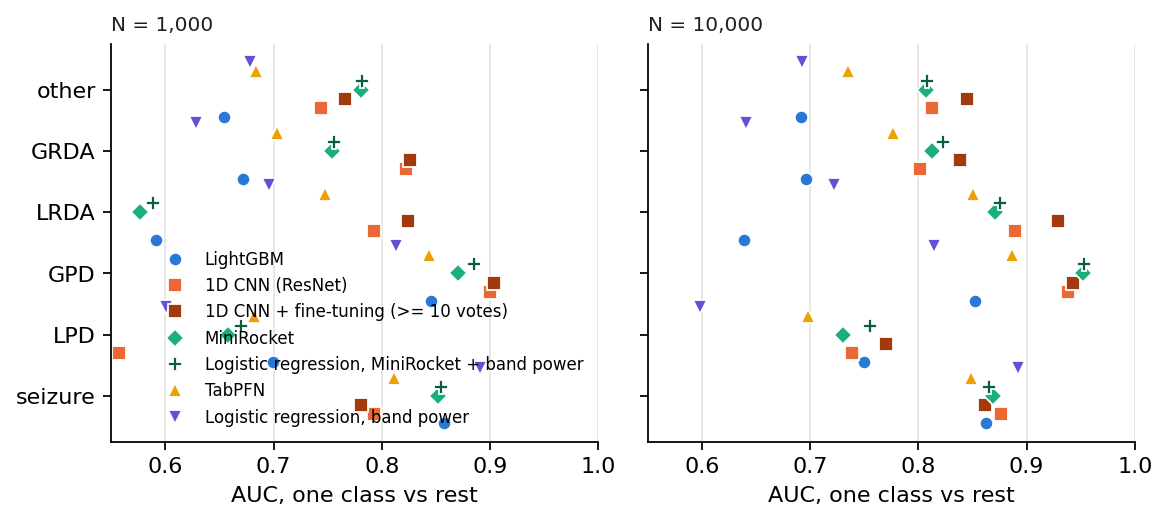 N = 1,000
N = 10,000
other
GRDA
LRDA
GPD
LPD
seizure
LightGBM
1D CNN (ResNet)
1D CNN + fine-tuning (>= 10 votes)
MiniRocket
Logistic regression, MiniRocket + band power
TabPFN
Logistic regression, band power
0.6 0.7 0.8 0.9 1.0
0.6 0.7 0.8 0.9 1.0
AUC, one class vs rest
AUC, one class vs rest